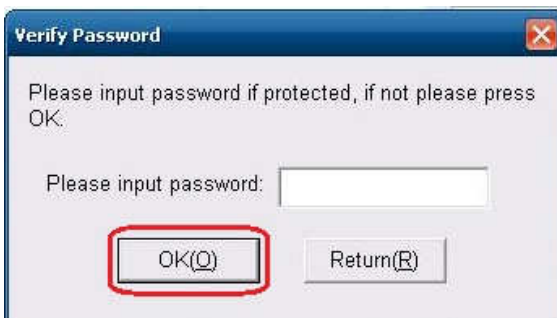 Verify Password
Please input password if protected, if not please press
OK.
Please input password:
OK(O)
Return(R)